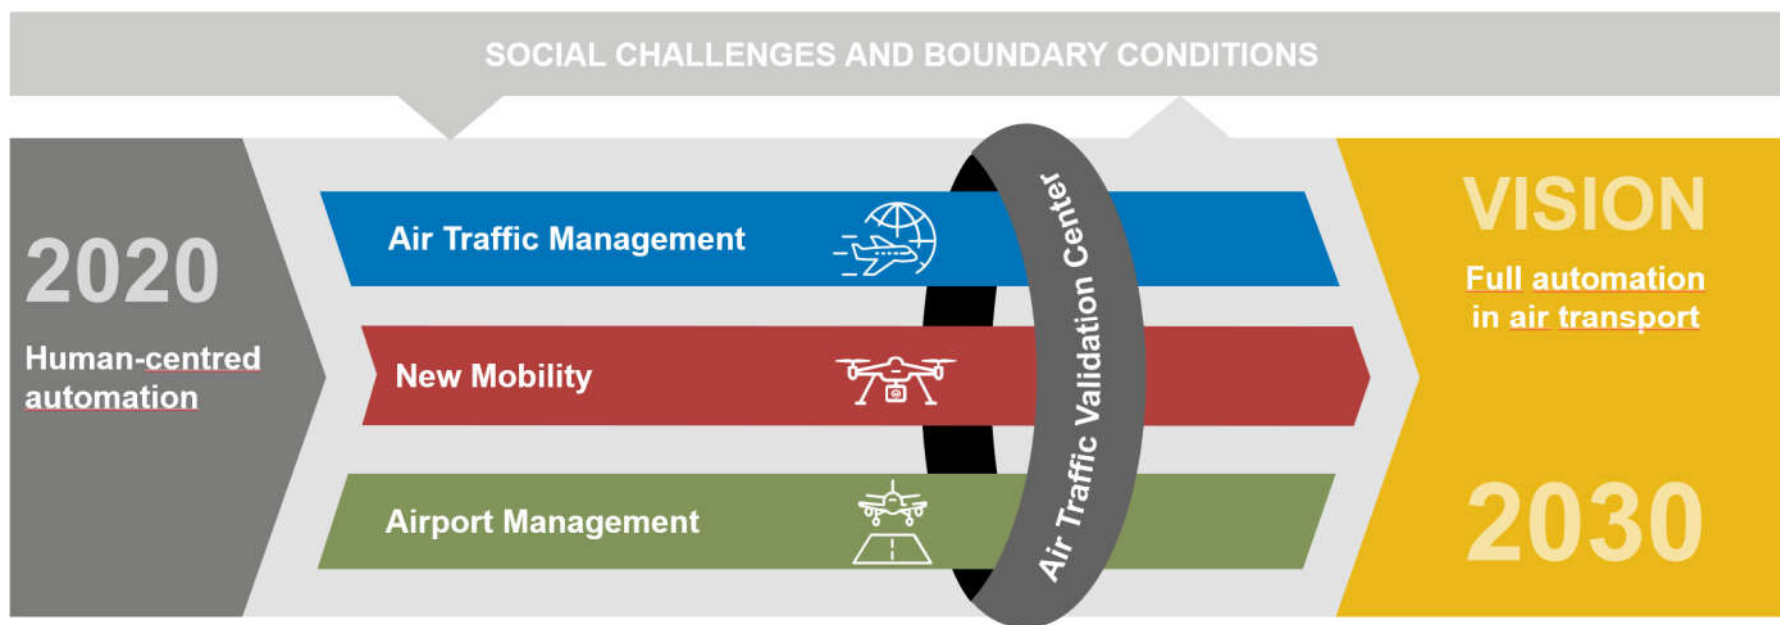 SOCIAL CHALLENGES AND BOUNDARY CONDITIONS
2020
Human-centred
automation
Air Traffic Management
New Mobility
Airport Management
Air Traffic Validation Center
VISION
Full automation
in air transport
2030